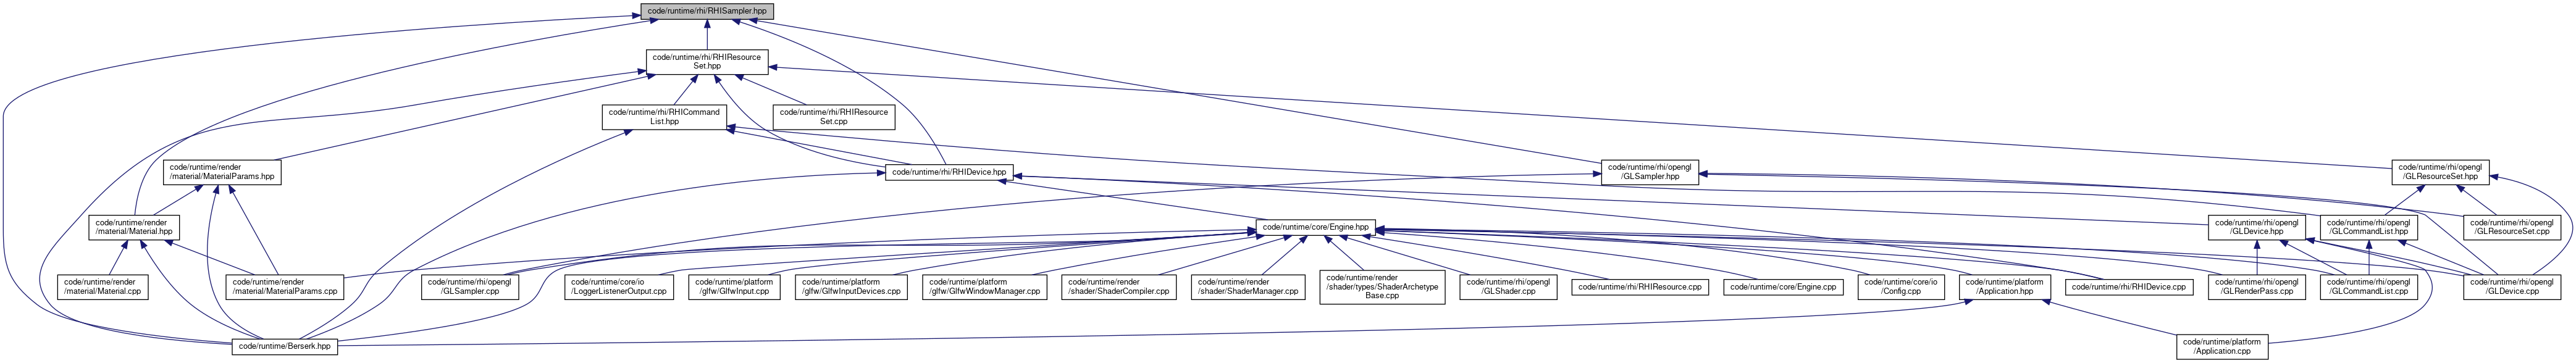 code/runtime/rhi/RHISampler.hpp
code/runtime/rhi/RHIResource
Set.hpp
code/runtime/rhi/RHICommand
List.hpp
code/runtime/rhi/RHIResource
Set.cpp
code/runtime/render
/material/MaterialParams.hpp
code/runtime/rhi/RHIDevice.hpp
code/runtime/rhi/opengl
/GLSampler.hpp
code/runtime/rhi/opengl
/GLResourceSet.hpp
code/runtime/render
/material/Material.hpp
code/runtime/core/Engine.hpp
code/runtime/rhi/opengl
/GLDevice.hpp
code/runtime/rhi/opengl
/GLCommandList.hpp
code/runtime/rhi/opengl
/GLResourceSet.cpp
code/runtime/render
/material/Material.cpp
code/runtime/render
/material/MaterialParams.cpp
code/runtime/rhi/opengl
/GLSampler.cpp
code/runtime/core/io
/LoggerListenerOutput.cpp
code/runtime/platform
/glfw/GlfwInput.cpp
code/runtime/platform
/glfw/GlfwInputDevices.cpp
code/runtime/platform
/glfw/GlfwWindowManager.cpp
code/runtime/render
/shader/ShaderCompiler.cpp
code/runtime/render
/shader/ShaderManager.cpp
code/runtime/render
/shader/types/ShaderArchetype
Base.cpp
code/runtime/rhi/opengl
/GLShader.cpp
code/runtime/rhi/RHIResource.cpp
code/runtime/core/Engine.cpp
code/runtime/core/io
/Config.cpp
code/runtime/platform
/Application.hpp
code/runtime/rhi/RHIDevice.cpp
code/runtime/rhi/opengl
/GLRenderPass.cpp
code/runtime/rhi/opengl
/GLCommandList.cpp
code/runtime/rhi/opengl
/GLDevice.cpp
code/runtime/Berserk.hpp
code/runtime/platform
/Application.cpp